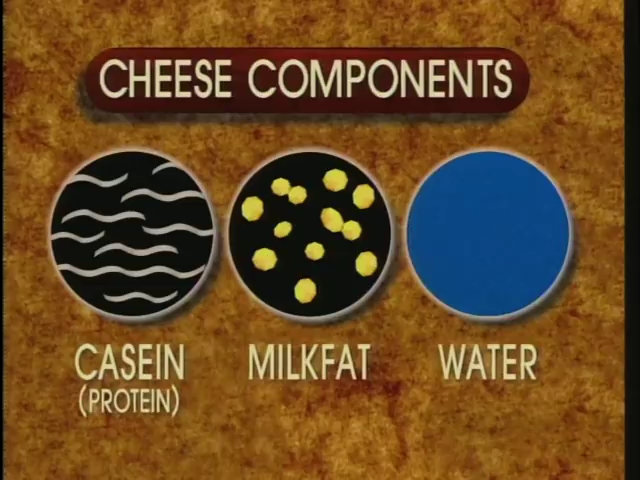 CHEESE COMPONENTS
CASEIN MILKFAT WATER
(PROTEIN)